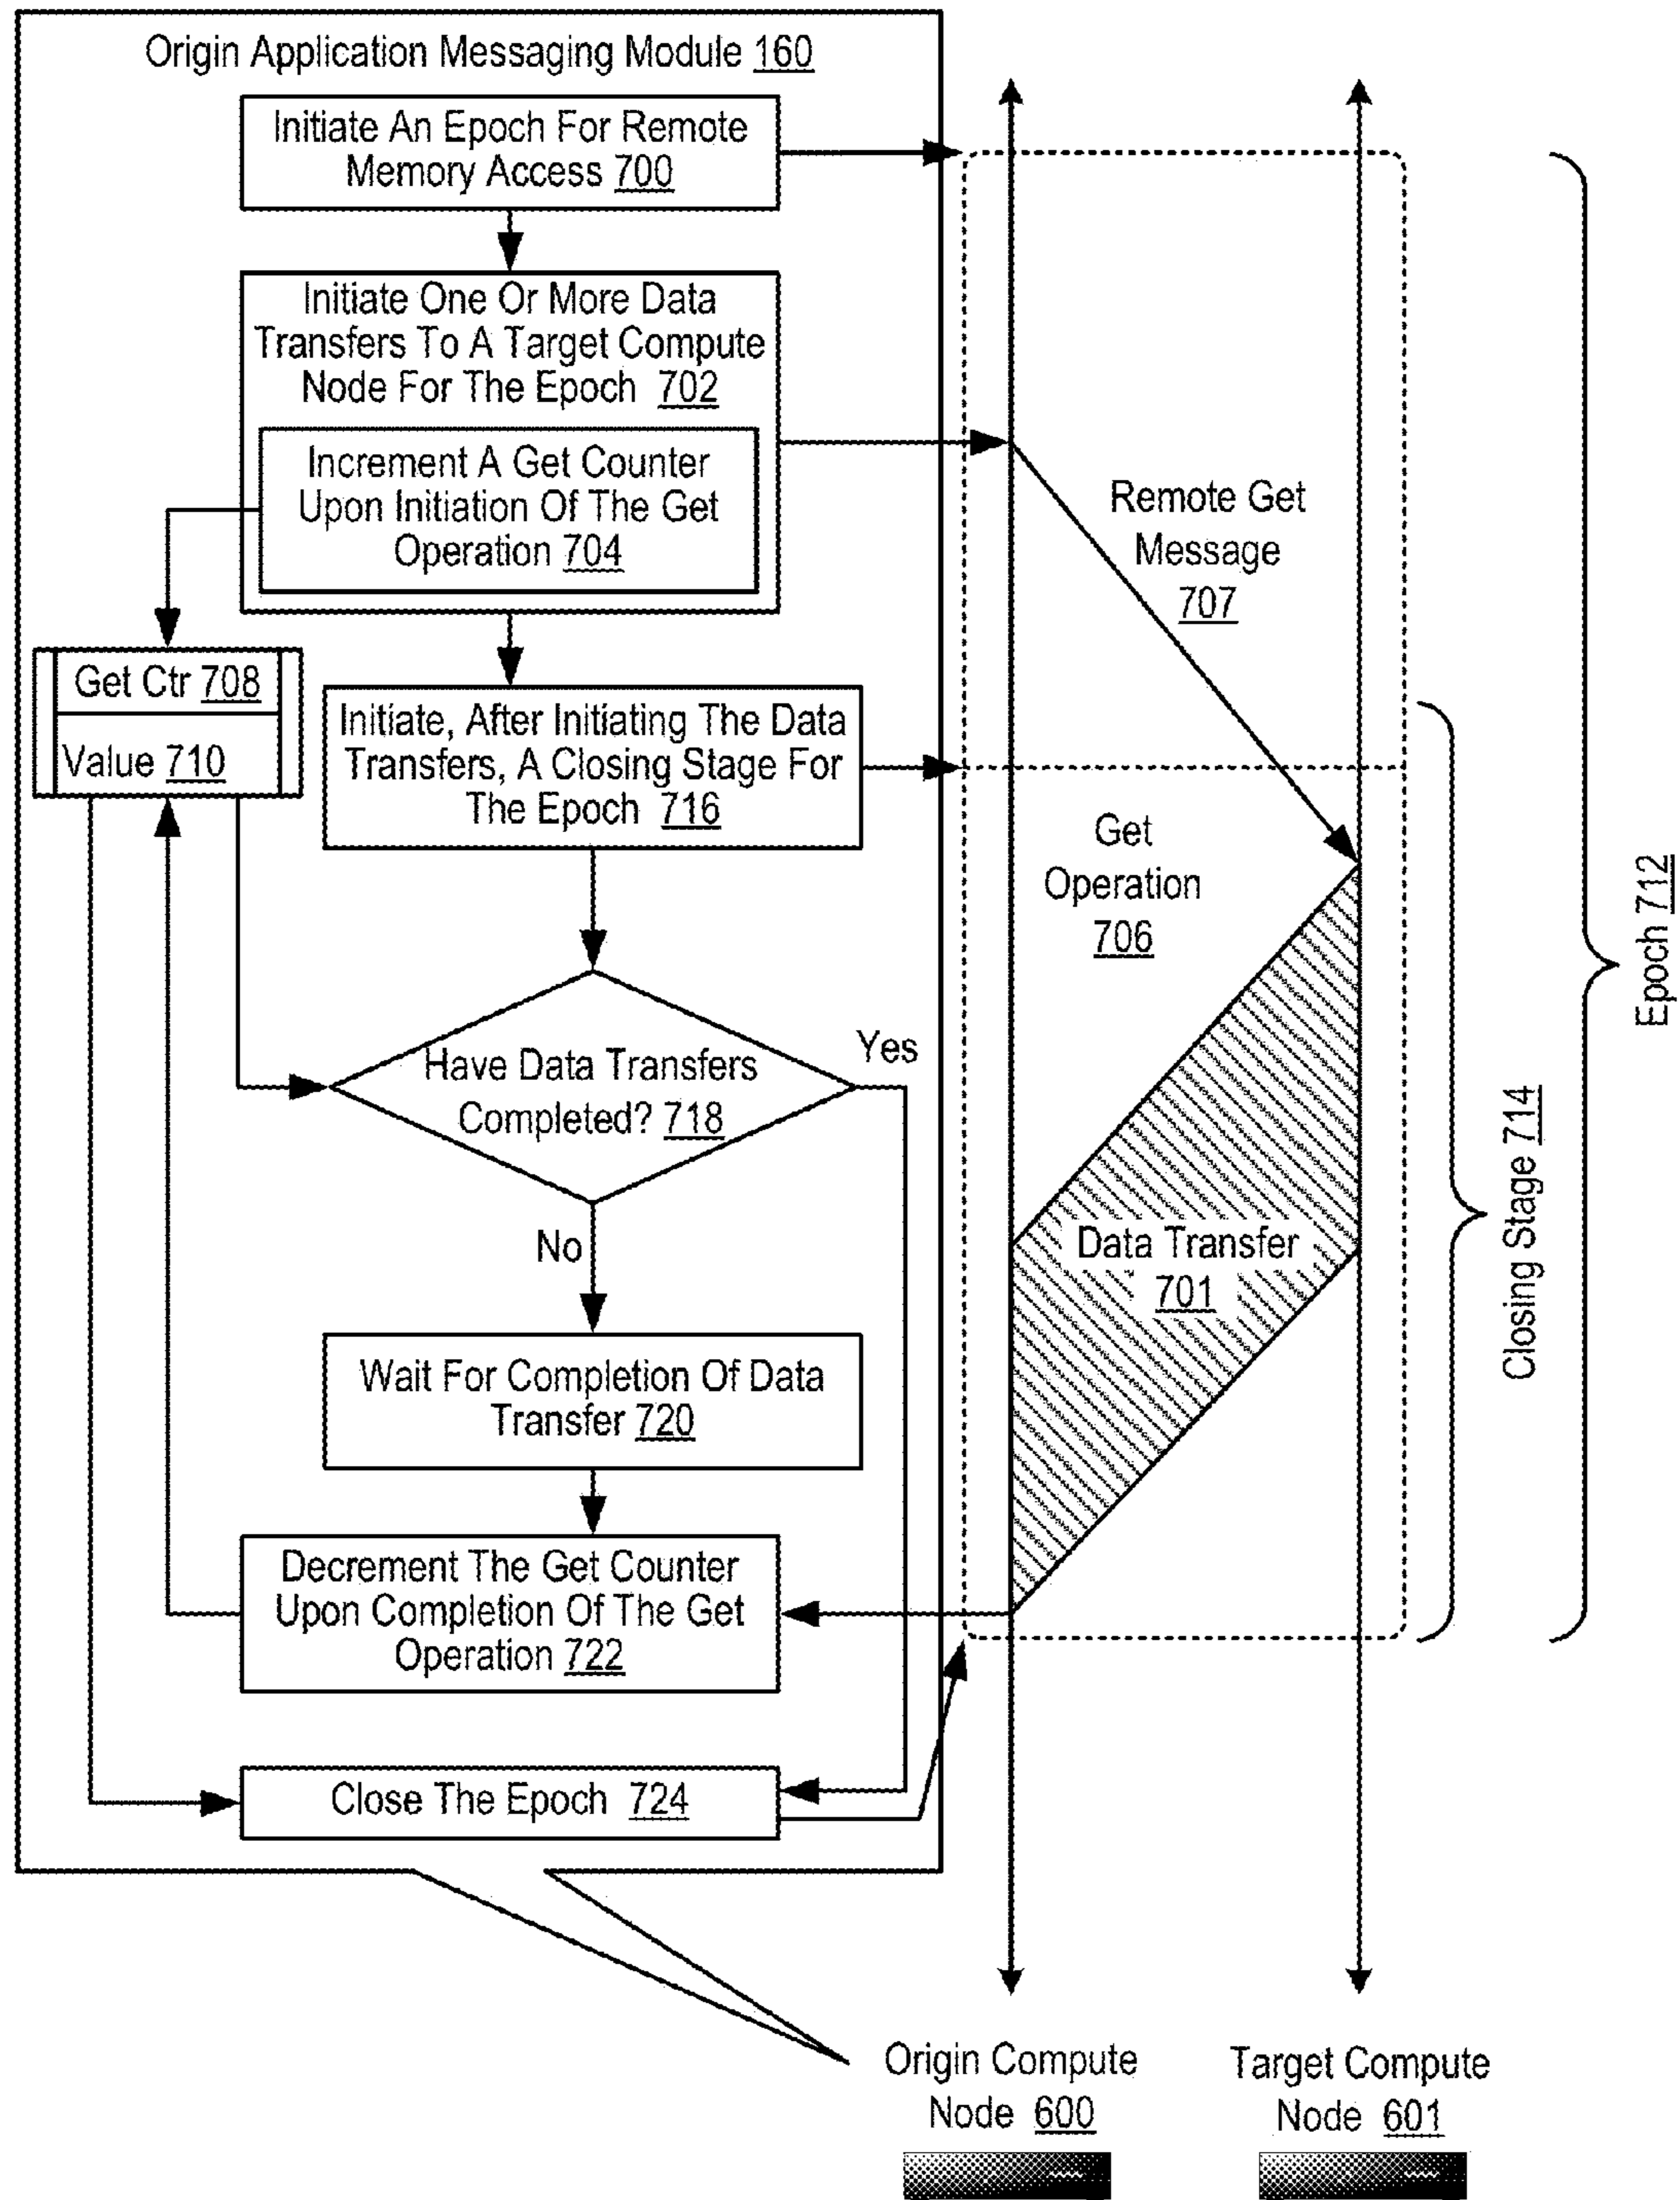 Origin Application Messaging Module 160
Initiate An Epoch For Remote
Memory Access 700
Initiate One Or More Data
Transfers To A Target Compute
Node For The Epoch 702
Increment A Get Counter
Upon Initiation Of The Get
Operation 704
Remote Get
Message
707
Get Ctr 708
Value 710
Initiate, After Initiating The Data
Transfers, A Closing Stage For
The Epoch 716
Get
Operation
706
Epoch 712
Have Data Transfers
Completed? 718
Yes
No
Data Transfer
701
Closing Stage 714
Wait For Completion Of Data
Transfer 720
Decrement The Get Counter
Upon Completion Of The Get
Operation 722
Close The Epoch 724
Origin Compute
Node 600
Target Compute
Node 601